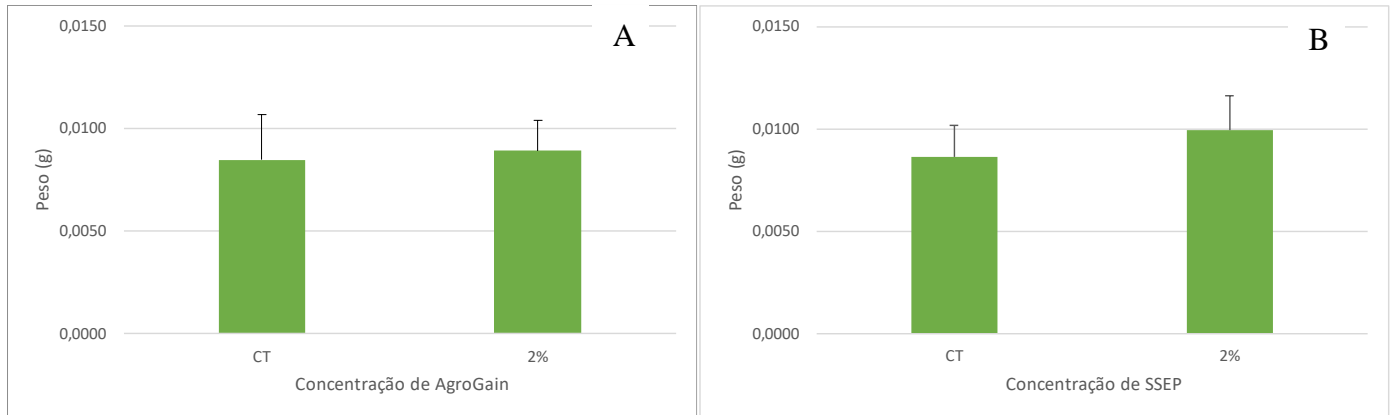 A
0,0150
0,0100
0,0050
0,0000
Peso (g)
CT 2%
Concentração de AgroGain
B
0,0150
0,0100
0,0050
0,0000
Peso (g)
CT 2%
Concentração de SSEP